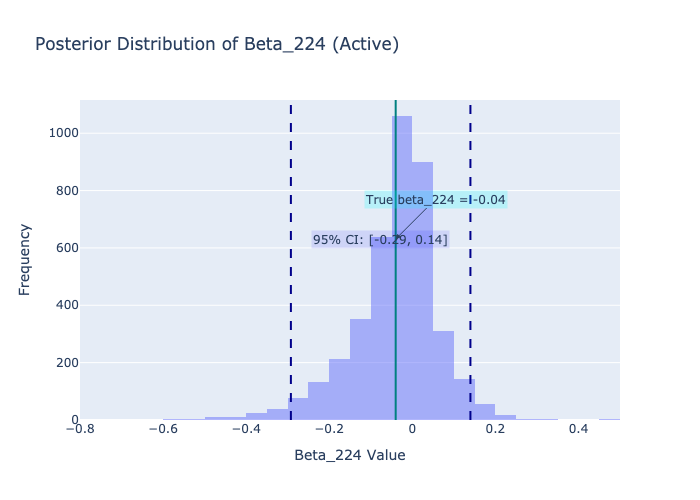 Posterior Distribution of Beta_224 (Active)
1000
800
True beta_224 = -0.04
600
95% CI: [-0.29, 0.14]
400
200
0
−0.8
−0.6
−0.4
−0.2
0
0.2
0.4
Frequency
Beta_224 Value